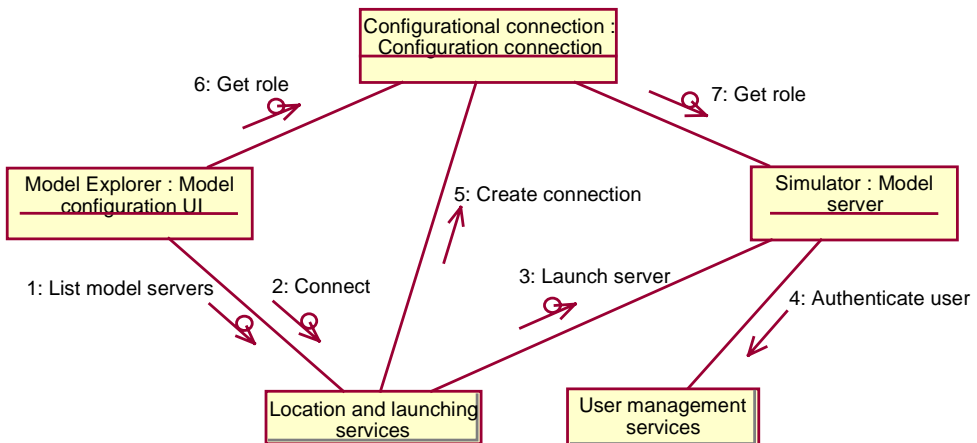 Configurational connection :
Configuration connection
6: Get role
7: Get role
Model Explorer : Model
configuration UI
5: Create connection
Simulator : Model
server
1: List model servers
2: Connect
3: Launch server
4: Authenticate user
Location and launching
services
User management
services